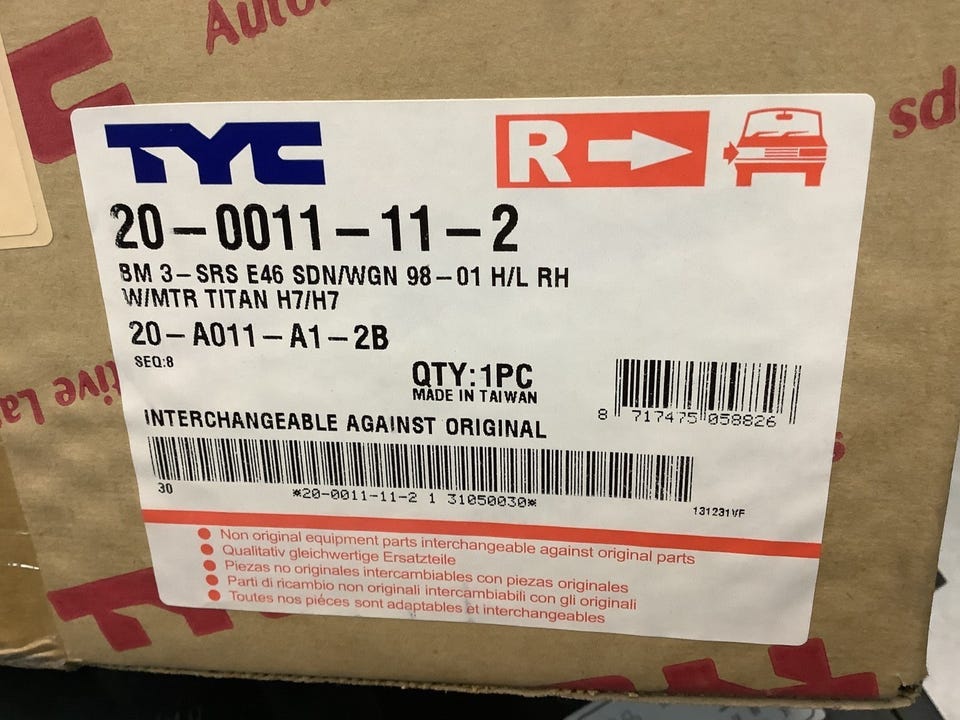 TYC
R
20-0011-11-2
BM 3-SRS E46 SDN/WGN 98-01 H/L RH
W/MTR TITAN H7/H7
20-A011-A1-2B
SEQ:8
QTY:1PC
MADE IN TAIWAN
8 717475 058826
INTERCHANGEABLE AGAINST ORIGINAL
30
*20-0011-11-2 1 31050030*
131231VF
Non original equipment parts interchangeable against original parts
Qualitativ gleichwertige Ersatzteile
Piezas no originales intercambiables con piezas originales
Parti di ricambio non originali intercambiabili con gli originali
Toutes nos piéces sont adaptables et interchangeables